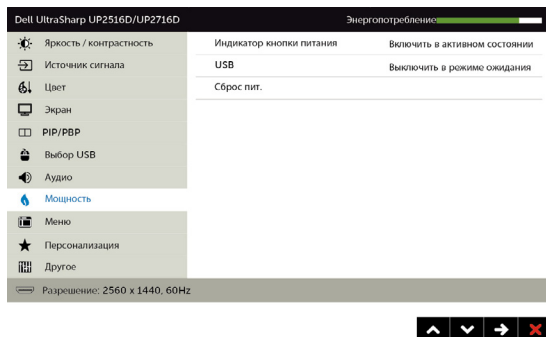 Dell UltraSharp UP2516D/UP2716D Энергопотребление
Яркость / контрастность Индикатор кнопки питания Включить в активном состоянии
Источник сигнала USB Выключить в режиме ожидания
Цвет Сброс пит.
Экран
PIP/PBP
Выбор USB
Аудио
Мощность
Меню
Персонализация
Другое
Разрешение: 2560 x 1440, 60Hz